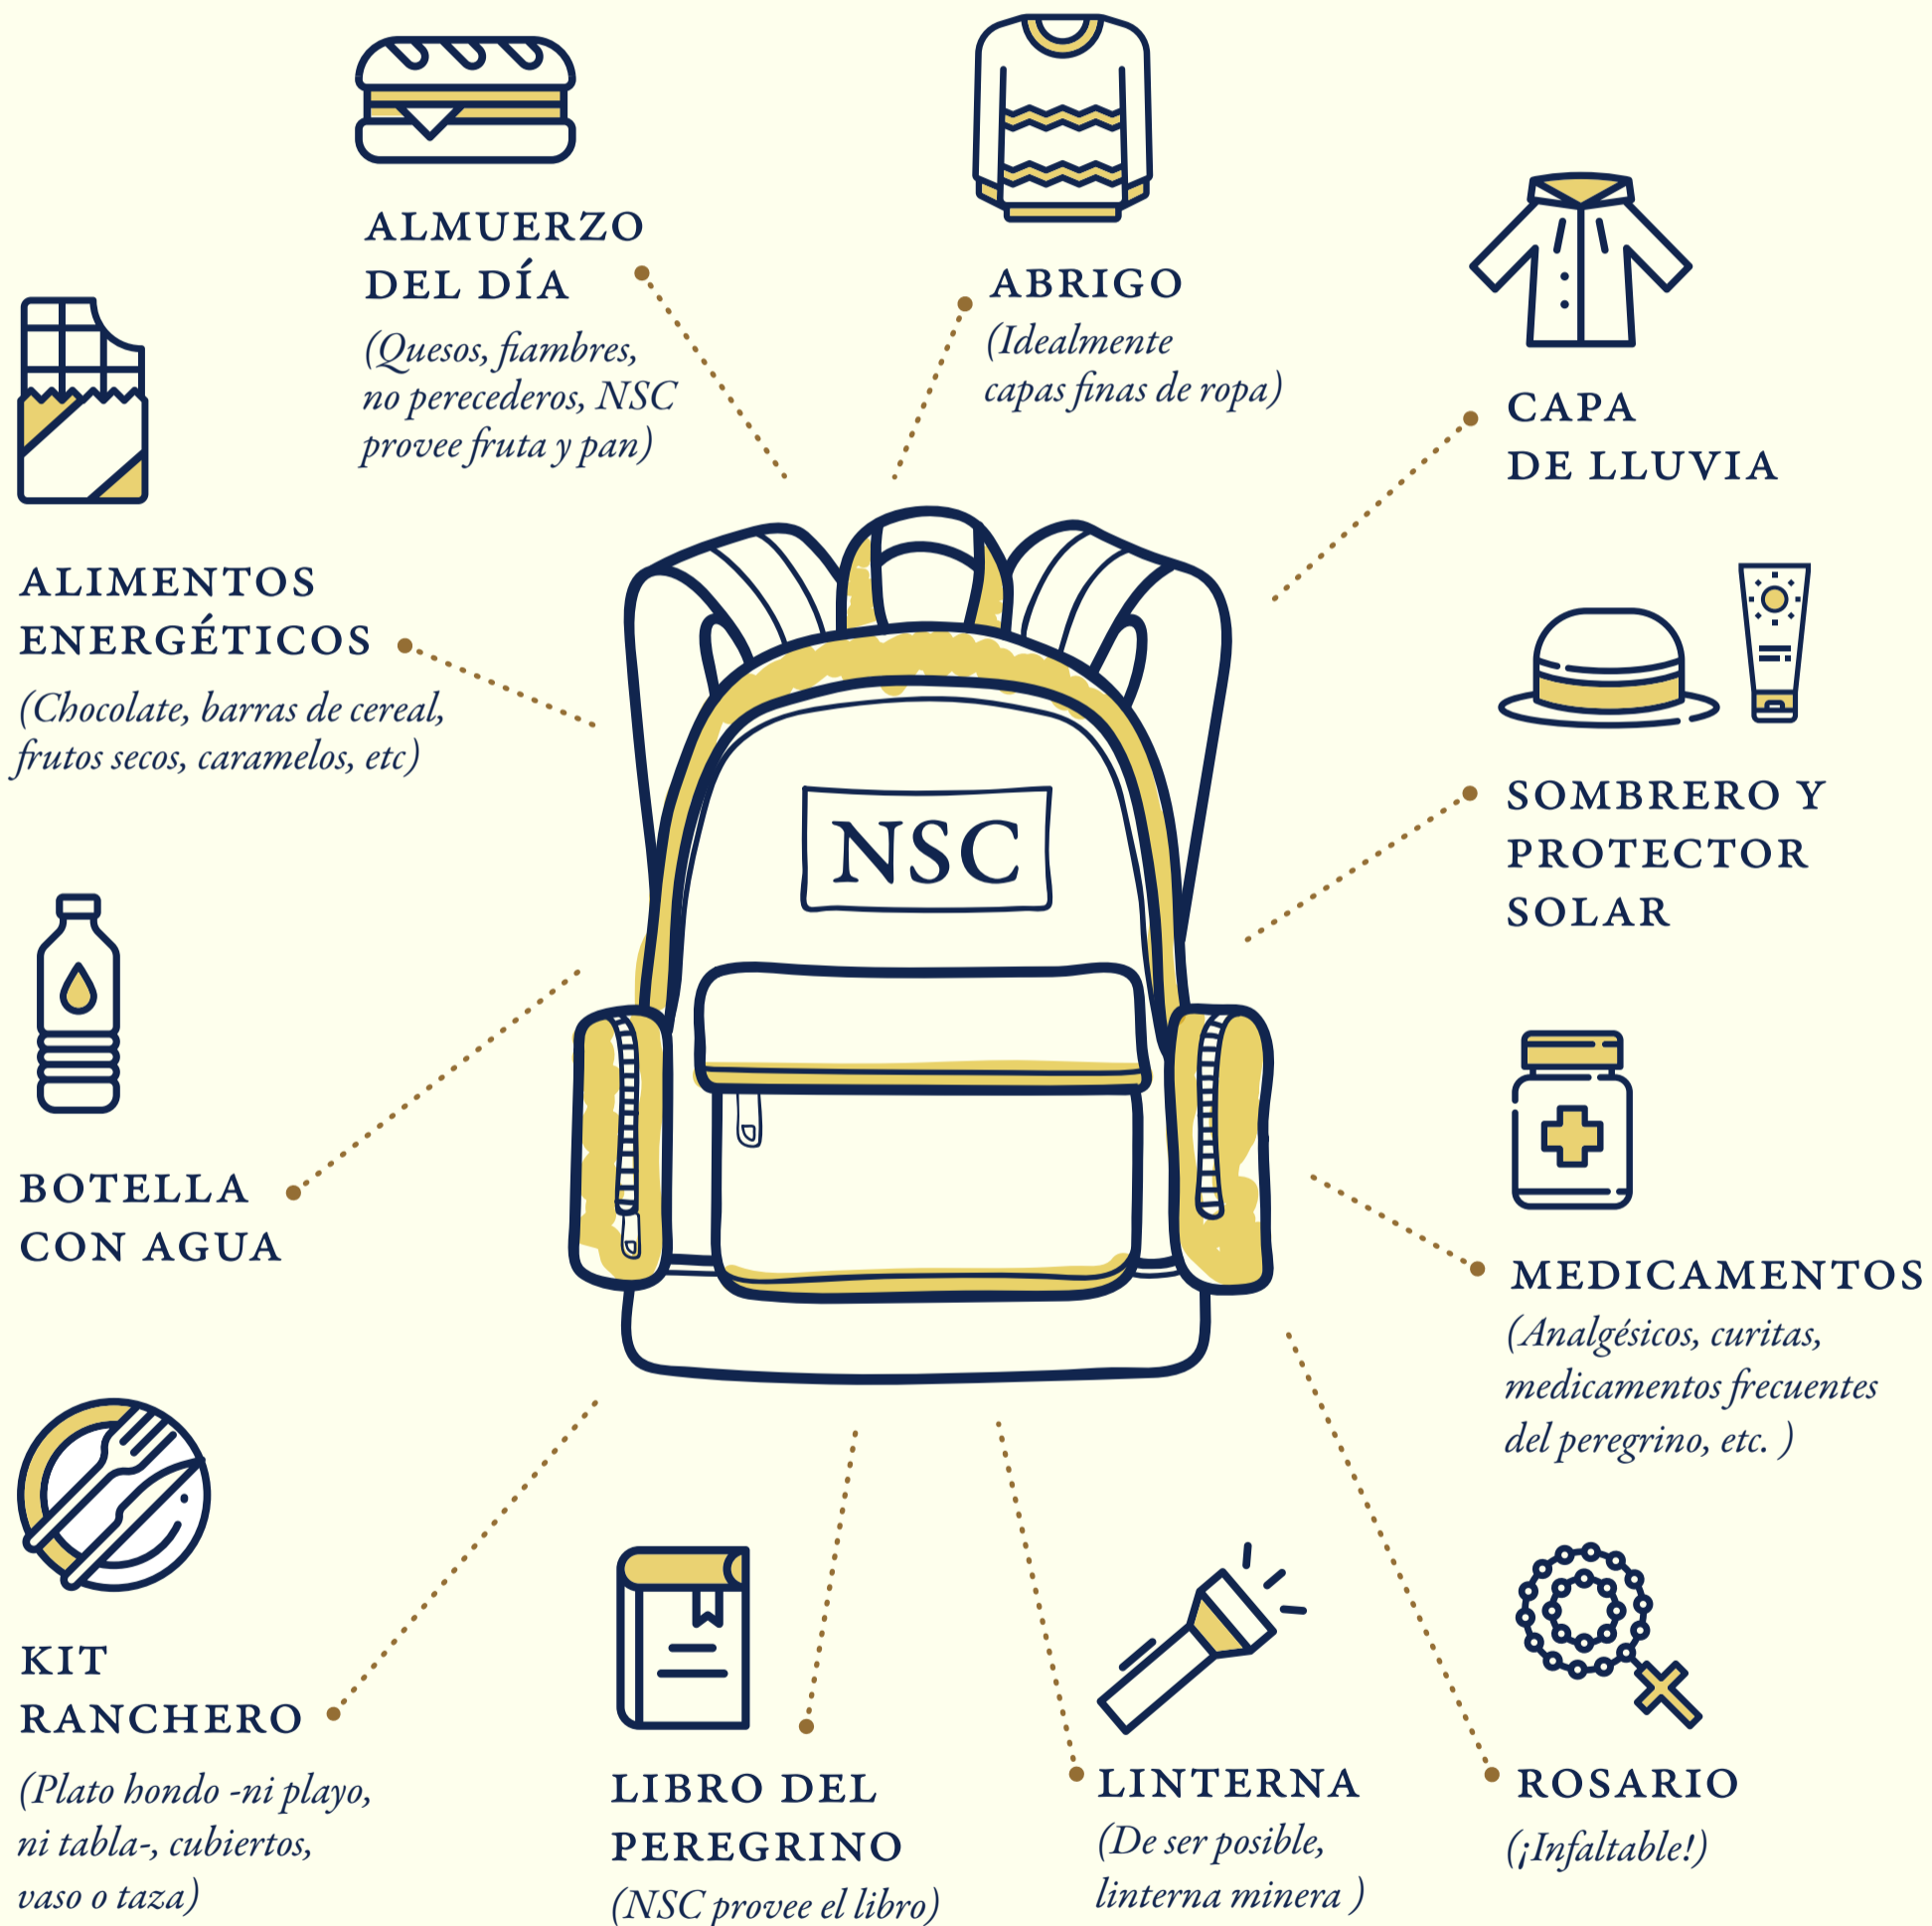 ALMUERZO
DEL DÍA
(Quesos, fiambres,
no perecederos, NSC
provee fruta y pan)
ABRIGO
(Idealmente
capas finas de ropa)
CAPA
DE LLUVIA
ALIMENTOS
ENERGÉTICOS
(Chocolate, barras de cereal,
frutos secos, caramelos, etc)
NSC
SOMBRERO Y
PROTECTOR
SOLAR
BOTELLA
CON AGUA
MEDICAMENTOS
(Analgésicos, curitas,
medicamentos frecuentes
del peregrino, etc. )
KIT
RANCHERO
(Plato hondo -ni playo,
ni tabla-, cubiertos,
vaso o taza)
LIBRO DEL
PEREGRINO
(NSC provee el libro)
LINTERNA
(De ser posible,
linterna minera )
ROSARIO
(¡Infaltable!)